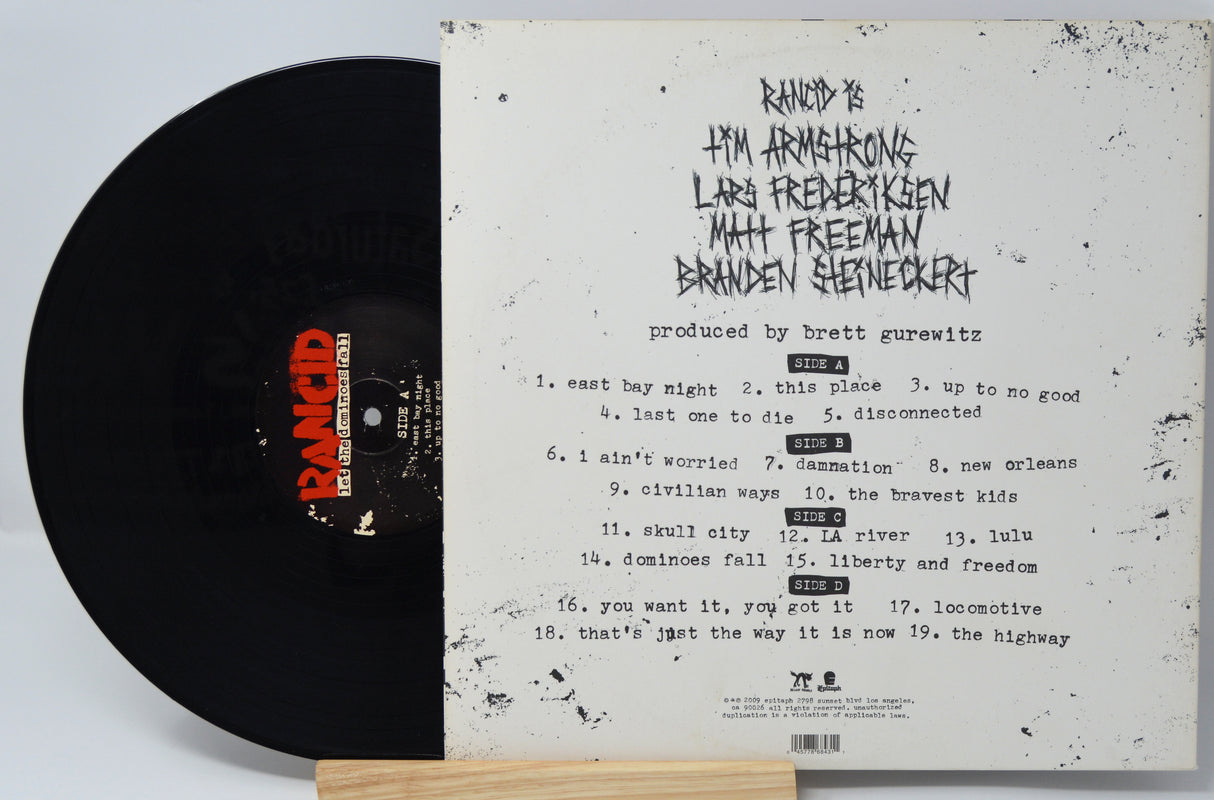 RANCID
let the dominoes fall
SIDE A
1. east bay night
2. this place
3. up to no good
RANCID is
tiM ARMStRONG
LARS FREDERiKSEN
MAtt FREEMAN
BRANDEN StEiNECKERt
produced by brett gurewitz
SIDE A
1. east bay night 2. this place 3. up to no good
4. last one to die 5. disconnected
SIDE B
6. i ain't worried 7. damnation 8. new orleans
9. civilian ways 10. the bravest kids
SIDE C
11. skull city 12. LA river 13. lulu
14. dominoes fall 15. liberty and freedom
SIDE D
16. you want it, you got it 17. locomotive
18. that's just the way it is now 19. the highway
Epitaph
©&℗ 2009 epitaph 2798 sunset blvd los angeles,
ca 90026 all rights reserved. unauthorized
duplication is a violation of applicable laws.